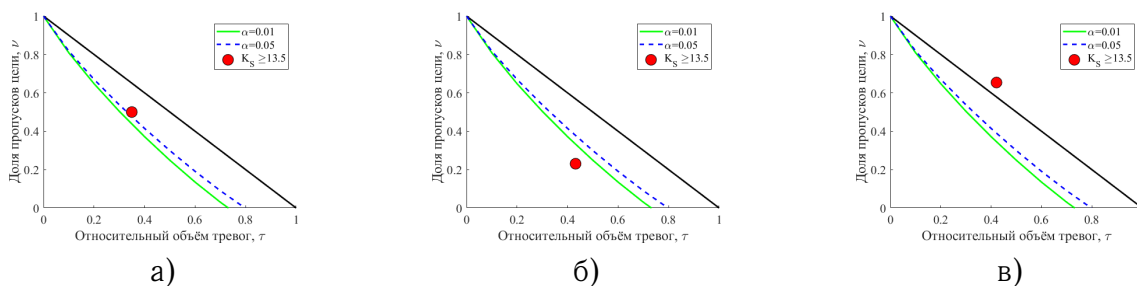 1
0.8
0.6
0.4
0.2
0
0 0.2 0.4 0.6 0.8 1
Доля пропусков цели, ν
Относительный объём тревог, τ
α=0.01
α=0.05
K_S ≥13.5
а)
1
0.8
0.6
0.4
0.2
0
0 0.2 0.4 0.6 0.8 1
Доля пропусков цели, ν
Относительный объём тревог, τ
α=0.01
α=0.05
K_S ≥13.5
б)
1
0.8
0.6
0.4
0.2
0
0 0.2 0.4 0.6 0.8
Доля пропусков цели, ν
Относительный объём тревог, τ
α=0.01
α=0.05
K_S ≥13.5
в)